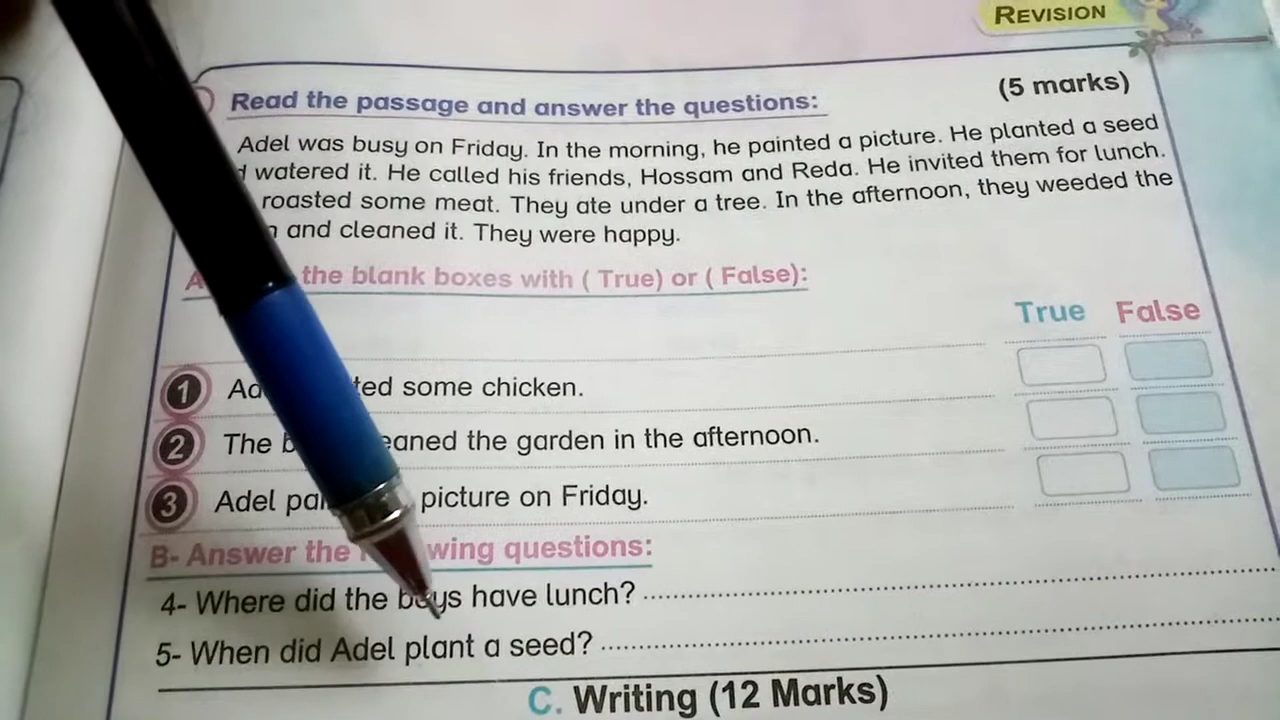 REVISION
Read the passage and answer the questions:
(5 marks)
Adel was busy on Friday. In the morning, he painted a picture. He planted a seed
watered it. He called his friends, Hossam and Reda. He invited them for lunch.
roasted some meat. They ate under a tree. In the afternoon, they weeded the
and cleaned it. They were happy.
the blank boxes with ( True) or ( False):
True False
1 some chicken.
2 The the garden in the afternoon.
3 Adel picture on Friday.
B- Answer the questions:
4- Where did the boys have lunch?
5- When did Adel plant a seed?
C. Writing (12 Marks)